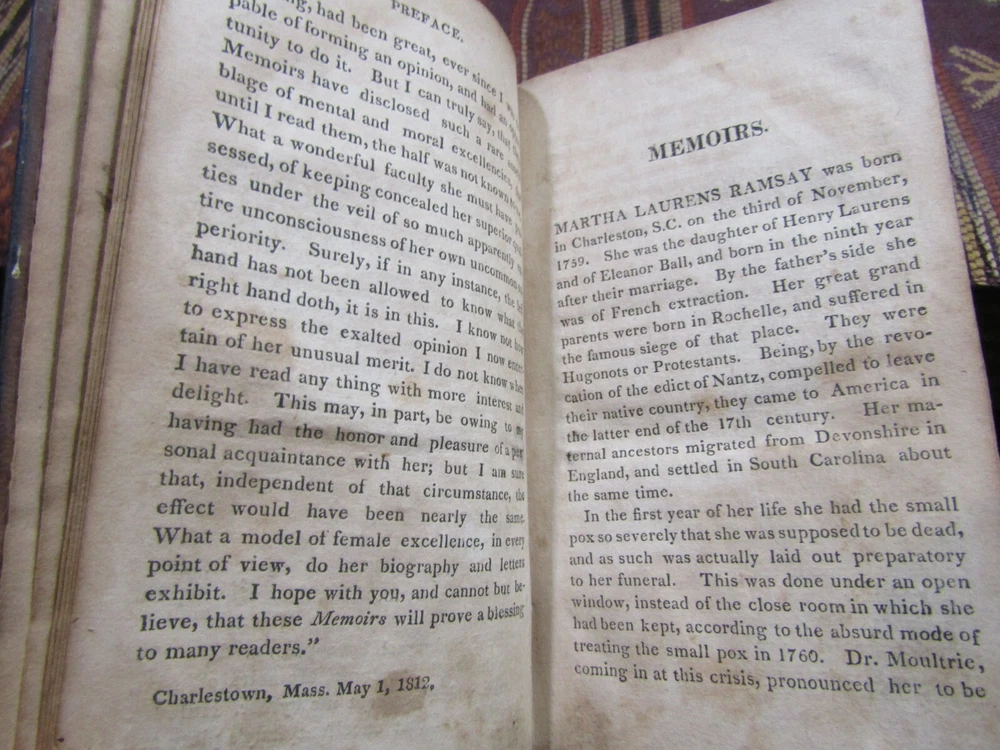 PREFACE.
had been great, ever since I
pable of forming an opinion, and had an
tunity to do it. But I can truly say, that
Memoirs have disclosed such a rare
blage of mental and moral excellencies,
until I read them, the half was not known
What a wonderful faculty she must have
sessed, of keeping concealed her superior
ties under the veil of so much apparently
tire unconsciousness of her own uncommon
periority. Surely, if in any instance, the
hand has not been allowed to know what
right hand doth, it is in this. I know not how
to express the exalted opinion I now
tain of her unusual merit. I do not know
I have read any thing with more interest and
delight. This may, in part, be owing to my
having had the honor and pleasure of a per
sonal acquaintance with her; but I am sure
that, independent of that circumstance, the
effect would have been nearly the same.
What a model of female excellence, in every
point of view, do her biography and letters
exhibit. I hope with you, and cannot but be-
lieve, that these Memoirs will prove a blessing
to many readers."
Charlestown, Mass. May 1, 1812.
MEMOIRS.
MARTHA LAURENS RAMSAY was born
in Charleston, S.C. on the third of November,
1759. She was the daughter of Henry Laurens
and of Eleanor Ball, and born in the ninth year
after their marriage. By the father's side she
was of French extraction. Her great grand
parents were born in Rochelle, and suffered in
the famous siege of that place. They were
Hugonots or Protestants. Being, by the revo-
cation of the edict of Nantz, compelled to leave
their native country, they came to America in
the latter end of the 17th century. Her ma-
ternal ancestors migrated from Devonshire in
England, and settled in South Carolina about
the same time.
In the first year of her life she had the small
pox so severely that she was supposed to be dead,
and as such was actually laid out preparatory
to her funeral. This was done under an open
window, instead of the close room in which she
had been kept, according to the absurd mode of
treating the small pox in 1760. Dr. Moultrie,
coming in at this crisis, pronounced her to be